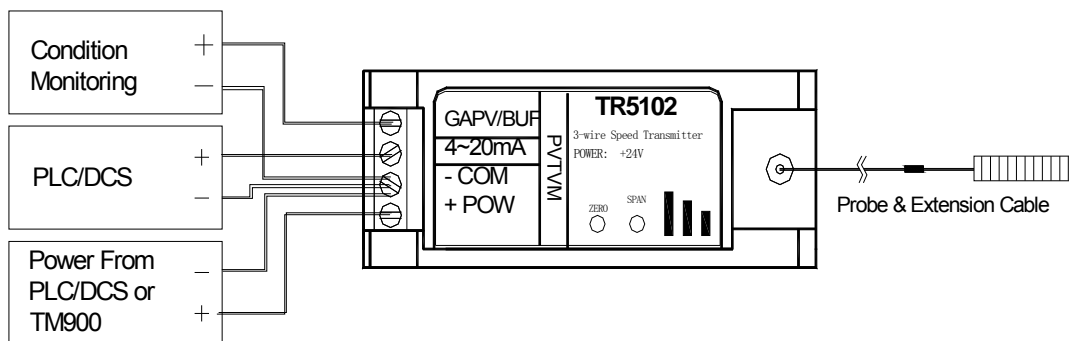 Condition
Monitoring
+
−
PLC/DCS
+
−
Power From
PLC/DCS or
TM900
−
+
GAPV/BUF
4~20mA
- COM
+ POW
PVTVM
TR5102
3-wire Speed Transmitter
POWER: +24V
ZERO
SPAN
Probe & Extension Cable